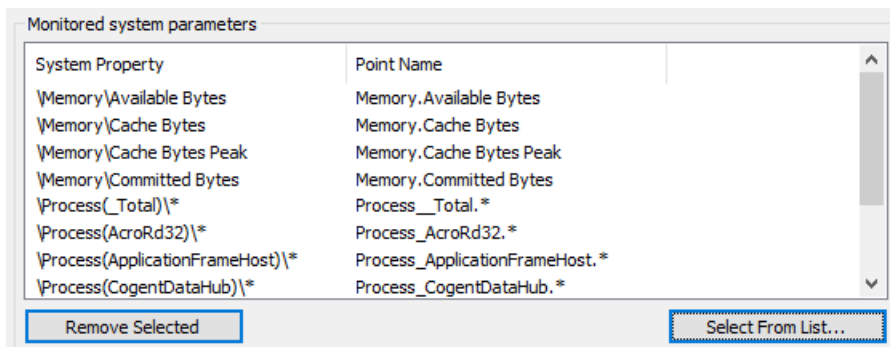 Monitored system parameters
System Property Point Name
\Memory\Available Bytes Memory.Available Bytes
\Memory\Cache Bytes Memory.Cache Bytes
\Memory\Cache Bytes Peak Memory.Cache Bytes Peak
\Memory\Committed Bytes Memory.Committed Bytes
\Process(_Total)\* Process__Total.*
\Process(AcroRd32)\* Process_AcroRd32.*
\Process(ApplicationFrameHost)\* Process_ApplicationFrameHost.*
\Process(CogentDataHub)\* Process_CogentDataHub.*
Remove Selected Select From List...